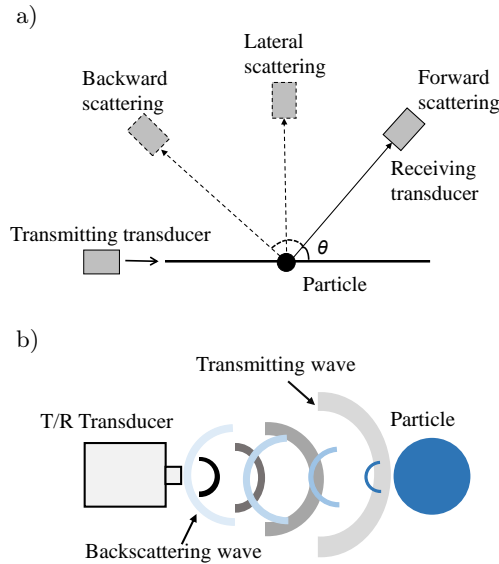 a)
Lateral
scattering
Backward
scattering
Forward
scattering
Receiving
transducer
Transmitting transducer
θ
Particle
b)
Transmitting wave
T/R Transducer
Particle
Backscattering wave